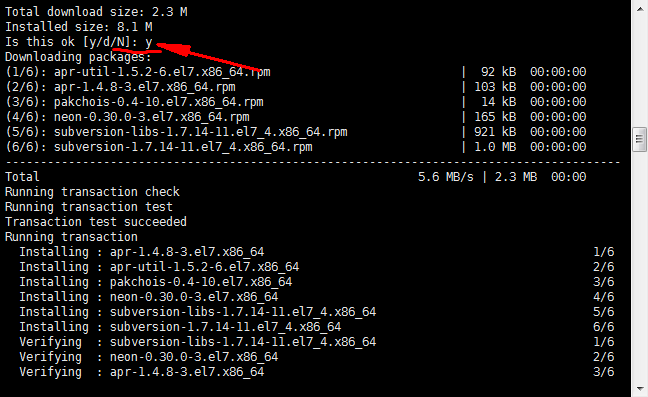 Total download size: 2.3 M
Installed size: 8.1 M
Is this ok [y/d/N]: y
Downloading packages:
(1/6): apr-util-1.5.2-6.el7.x86_64.rpm | 92 kB 00:00:00
(2/6): apr-1.4.8-3.el7.x86_64.rpm | 103 kB 00:00:00
(3/6): pakchois-0.4-10.el7.x86_64.rpm | 14 kB 00:00:00
(4/6): neon-0.30.0-3.el7.x86_64.rpm | 165 kB 00:00:00
(5/6): subversion-libs-1.7.14-11.el7_4.x86_64.rpm | 921 kB 00:00:00
(6/6): subversion-1.7.14-11.el7_4.x86_64.rpm | 1.0 MB 00:00:00
--------------------------------------------------------------------------------
Total 5.6 MB/s | 2.3 MB 00:00
Running transaction check
Running transaction test
Transaction test succeeded
Running transaction
Installing : apr-1.4.8-3.el7.x86_64 1/6
Installing : apr-util-1.5.2-6.el7.x86_64 2/6
Installing : pakchois-0.4-10.el7.x86_64 3/6
Installing : neon-0.30.0-3.el7.x86_64 4/6
Installing : subversion-libs-1.7.14-11.el7_4.x86_64 5/6
Installing : subversion-1.7.14-11.el7_4.x86_64 6/6
Verifying : subversion-libs-1.7.14-11.el7_4.x86_64 1/6
Verifying : neon-0.30.0-3.el7.x86_64 2/6
Verifying : apr-1.4.8-3.el7.x86_64 3/6